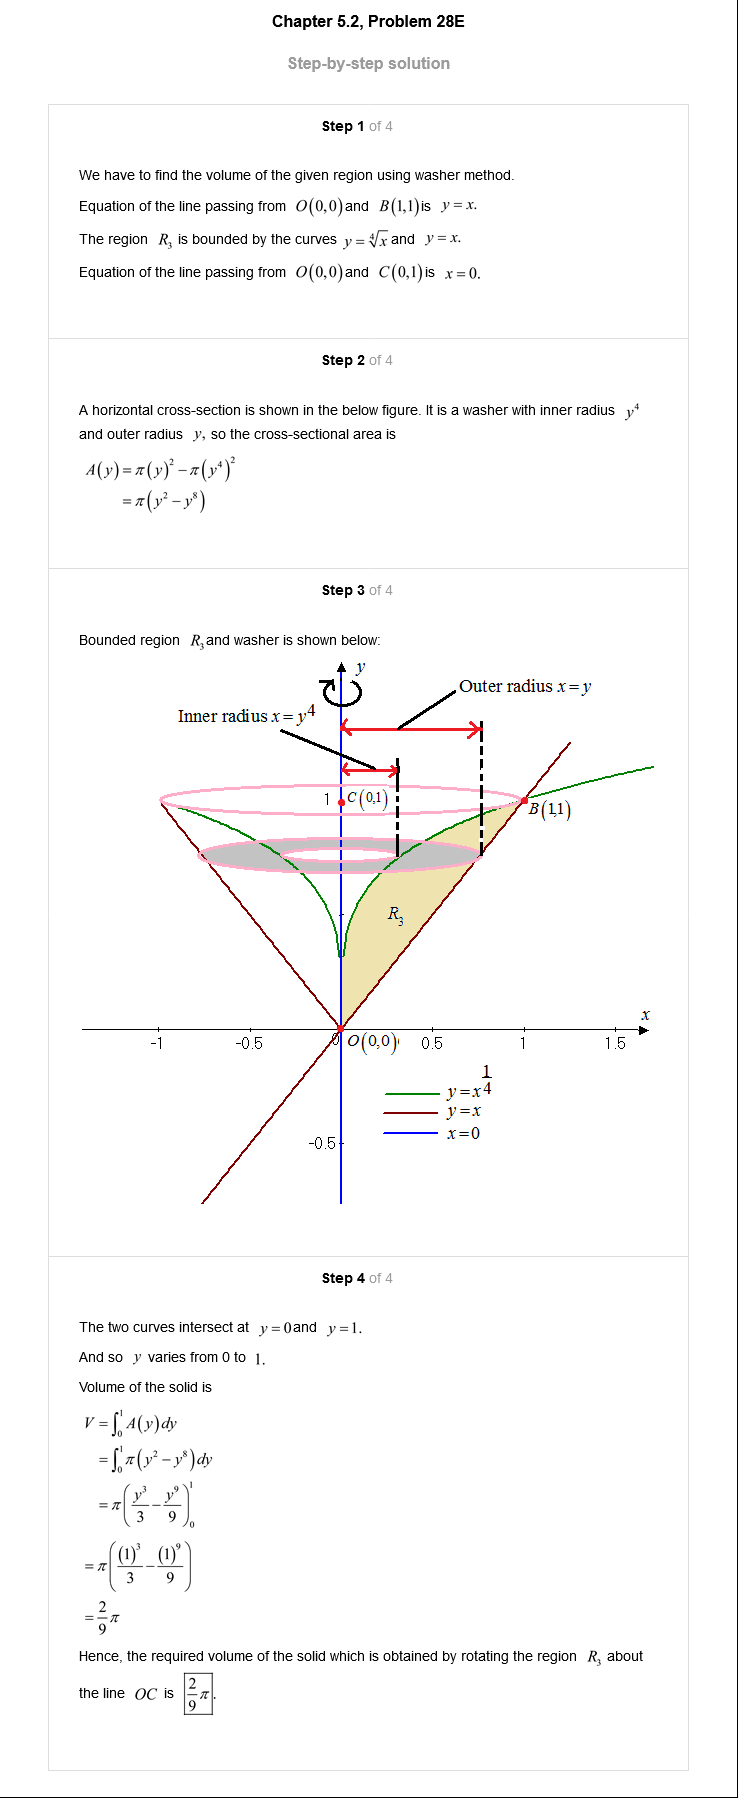 Chapter 5.2, Problem 28E
Step-by-step solution
Step 1 of 4
We have to find the volume of the given region using washer method.
Equation of the line passing from O(0,0) and B(1,1) is y = x.
The region R₃ is bounded by the curves y = ∜x and y = x.
Equation of the line passing from O(0,0) and C(0,1) is x = 0.
Step 2 of 4
A horizontal cross-section is shown in the below figure. It is a washer with inner radius y⁴
and outer radius y, so the cross-sectional area is
A(y) = π(y)² − π(y⁴)²
= π(y² − y⁸)
Step 3 of 4
Bounded region R₃ and washer is shown below:
y
Outer radius x = y
Inner radius x = y⁴
1 C(0,1)
B(1,1)
R₃
x
-1 -0.5 0 O(0,0) 0.5 1 1.5
y = x^(1/4)
y = x
x = 0
-0.5
Step 4 of 4
The two curves intersect at y = 0 and y = 1.
And so y varies from 0 to 1.
Volume of the solid is
V = ∫₀¹ A(y) dy
= ∫₀¹ π(y² − y⁸) dy
= π(y³/3 − y⁹/9)₀¹
= π((1)³/3 − (1)⁹/9)
= 2/9 π
Hence, the required volume of the solid which is obtained by rotating the region R₃ about
the line OC is 2/9 π.